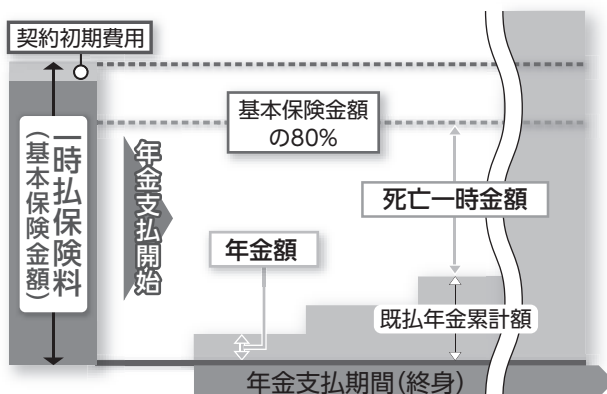 契約初期費用
一時払保険料
(基本保険金額)
年金支払開始
基本保険金額
の80%
死亡一時金額
年金額
既払年金累計額
年金支払期間(終身)